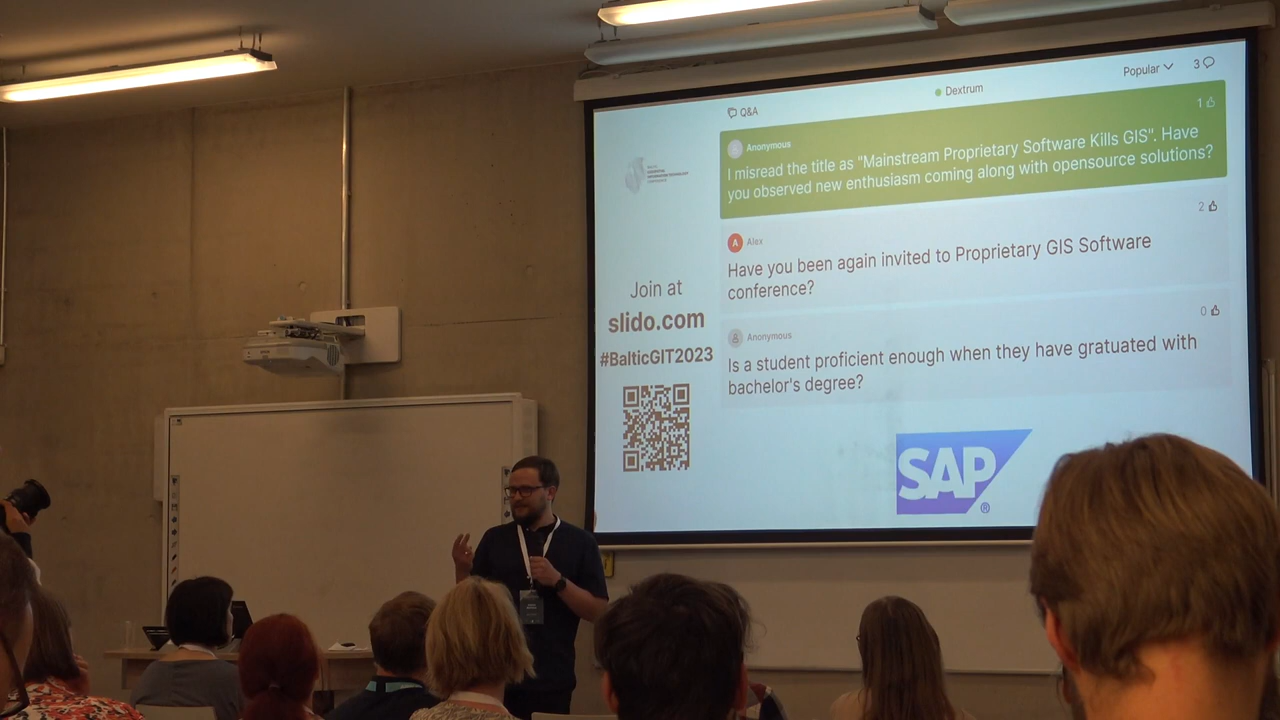 Popular 3
Dextrum
Q&A
1
Anonymous
I misread the title as "Mainstream Proprietary Software Kills GIS". Have
you observed new enthusiasm coming along with opensource solutions?
2
A Alex
Have you been again invited to Proprietary GIS Software
conference?
0
Anonymous
Is a student proficient enough when they have gratuated with
bachelor's degree?
Join at
slido.com
#BalticGIT2023
SAP®